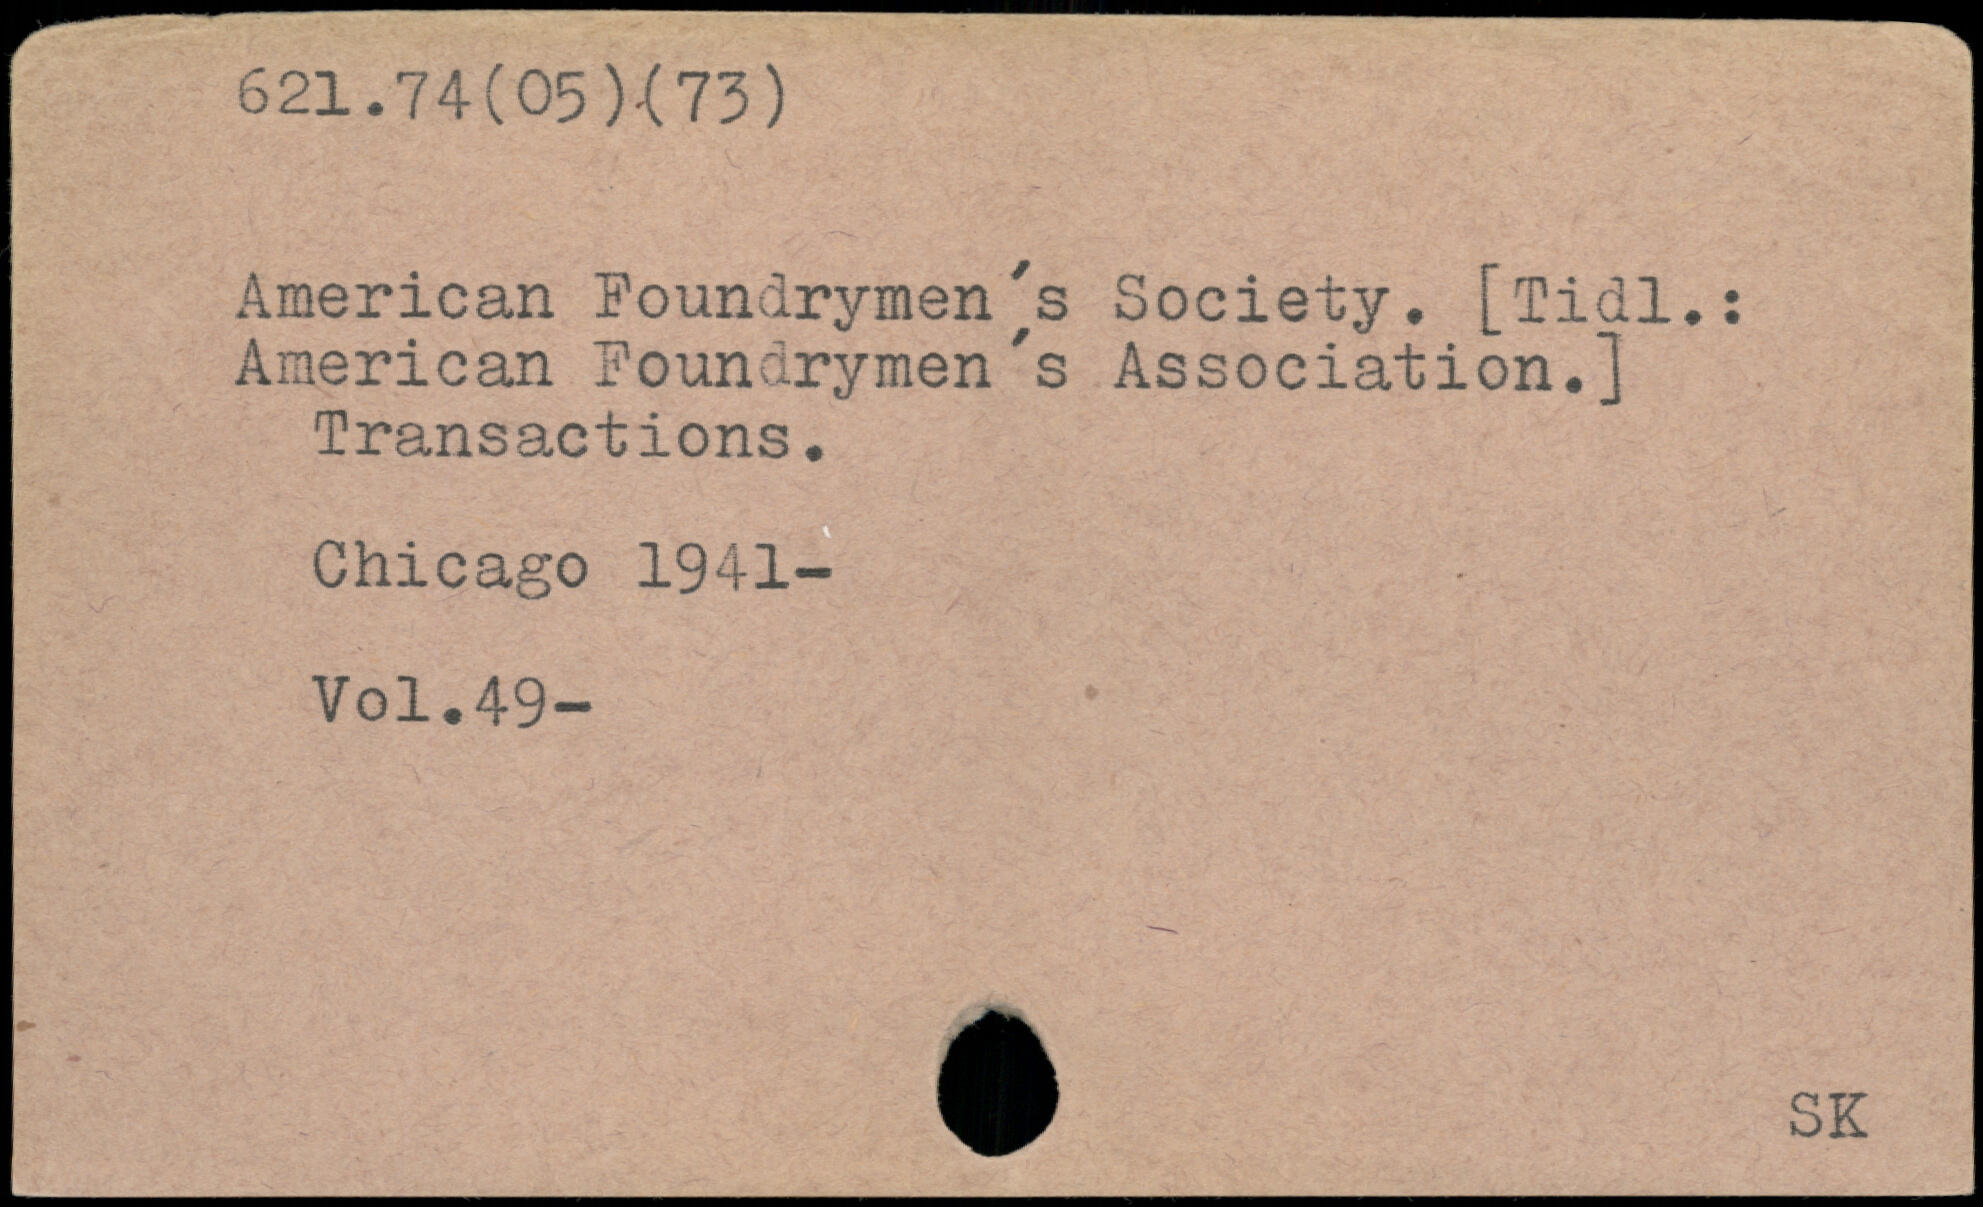 621.74(05)(73)
American Foundrymen's Society. [Tidl.:
American Foundrymen's Association.]
Transactions.
Chicago 1941-
Vol.49-
SK